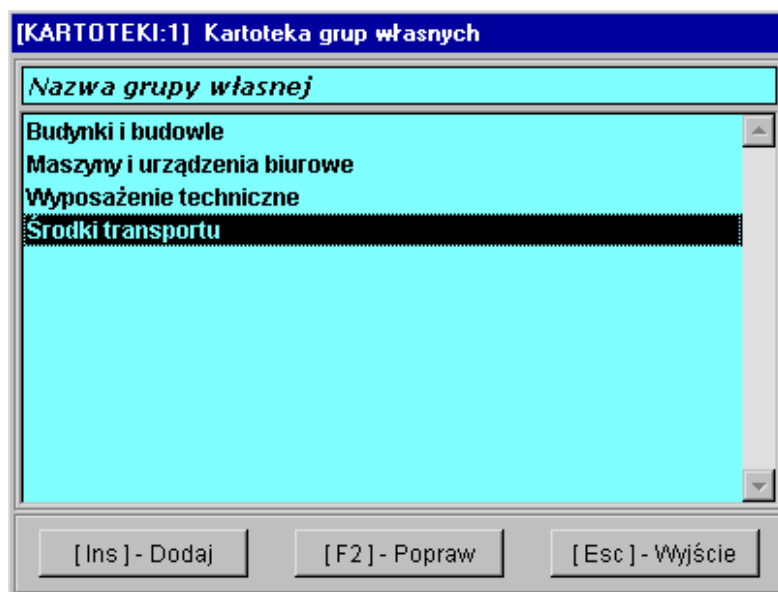 [KARTOTEKI:1] Kartoteka grup własnych
Nazwa grupy własnej
Budynki i budowle
Maszyny i urządzenia biurowe
Wyposażenie techniczne
Środki transportu
[Ins] - Dodaj [F2] - Popraw [Esc] - Wyjście